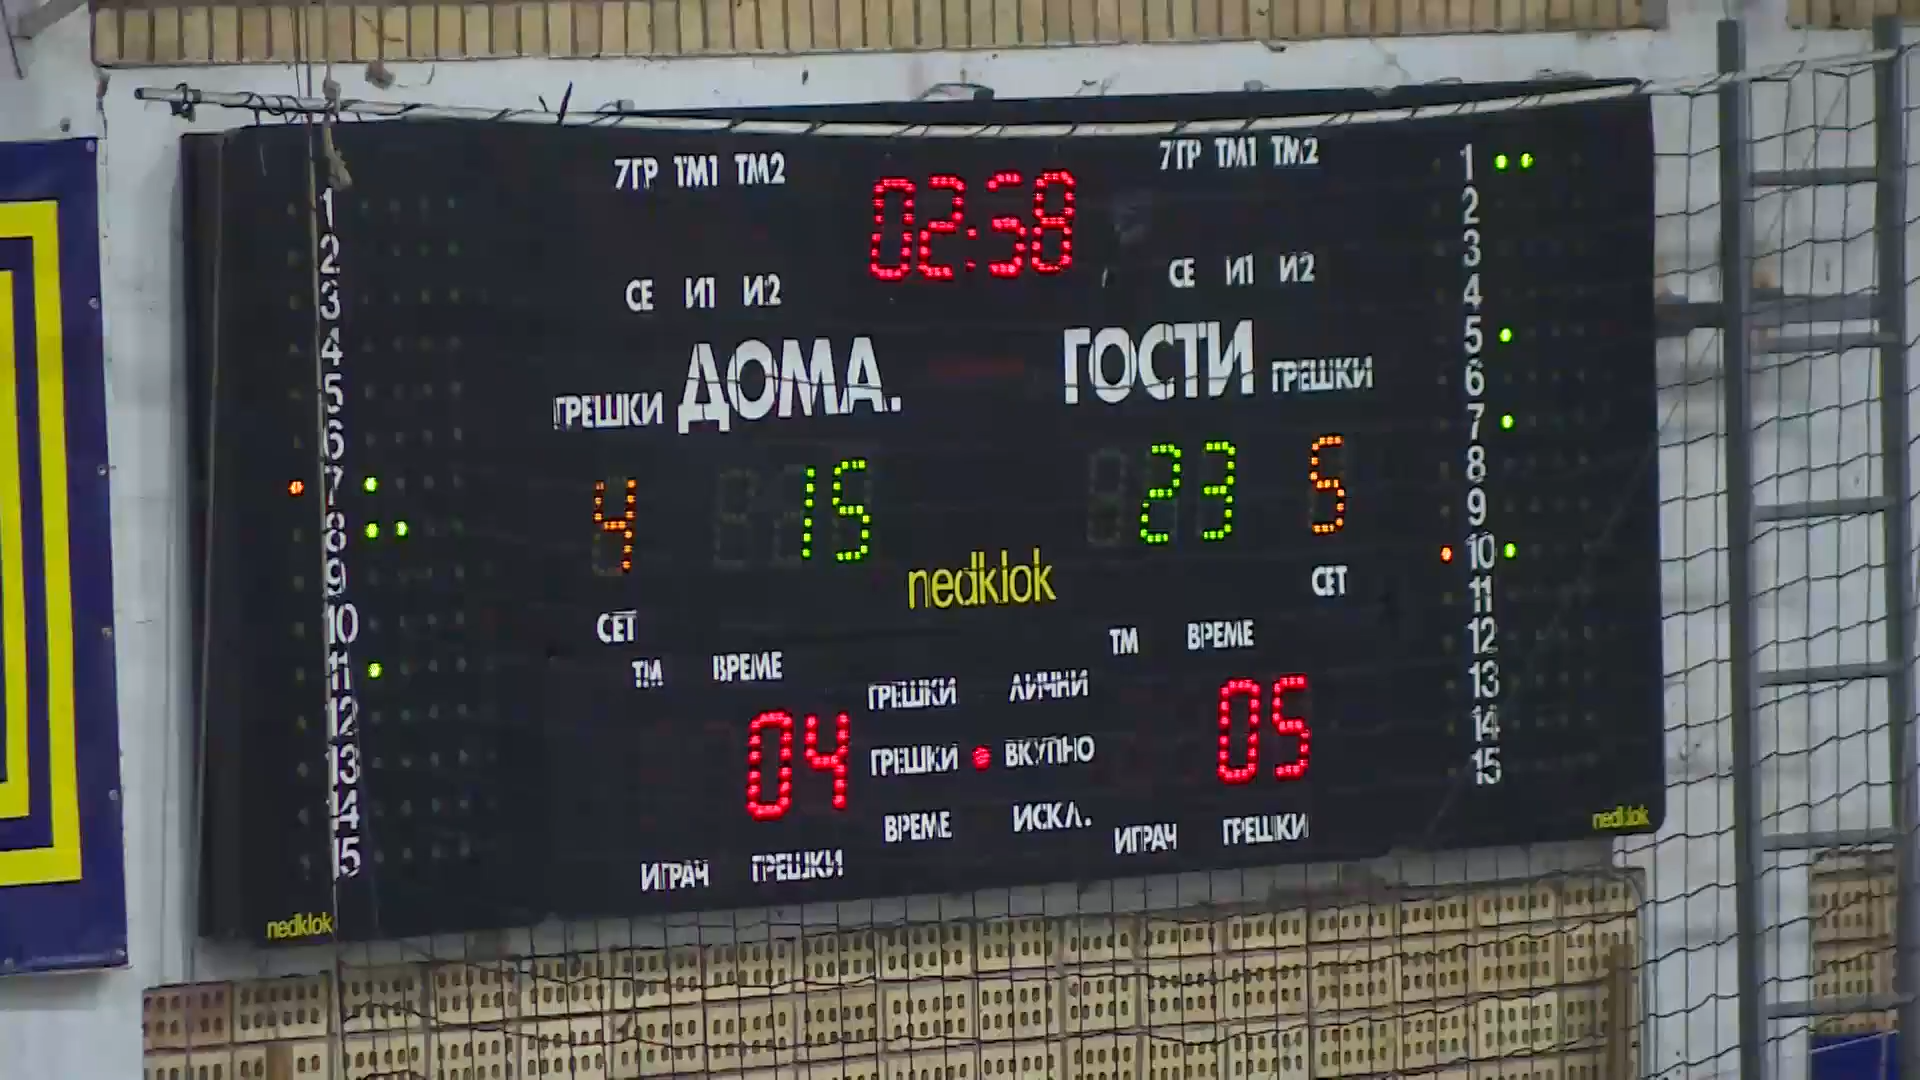 7ГР ТМ1 ТМ2
02:58
7ГР ТМ1 ТМ2
СЕ И1 И2
СЕ И1 И2
ДОМА.
ГОСТИ
ГРЕШКИ
ГРЕШКИ
4
15
23
5
nedklok
СЕТ
СЕТ
ТМ ВРЕМЕ
ТМ ВРЕМЕ
ГРЕШКИ ЛИЧНИ
04
ГРЕШКИ ВКУПНО
05
ВРЕМЕ ИСКЛ.
ИГРАЧ ГРЕШКИ
ИГРАЧ ГРЕШКИ
1
2
3
4
5
6
7
8
9
10
11
12
13
14
15
nedklok
1
2
3
4
5
6
7
8
9
10
11
12
13
14
15
nedklok